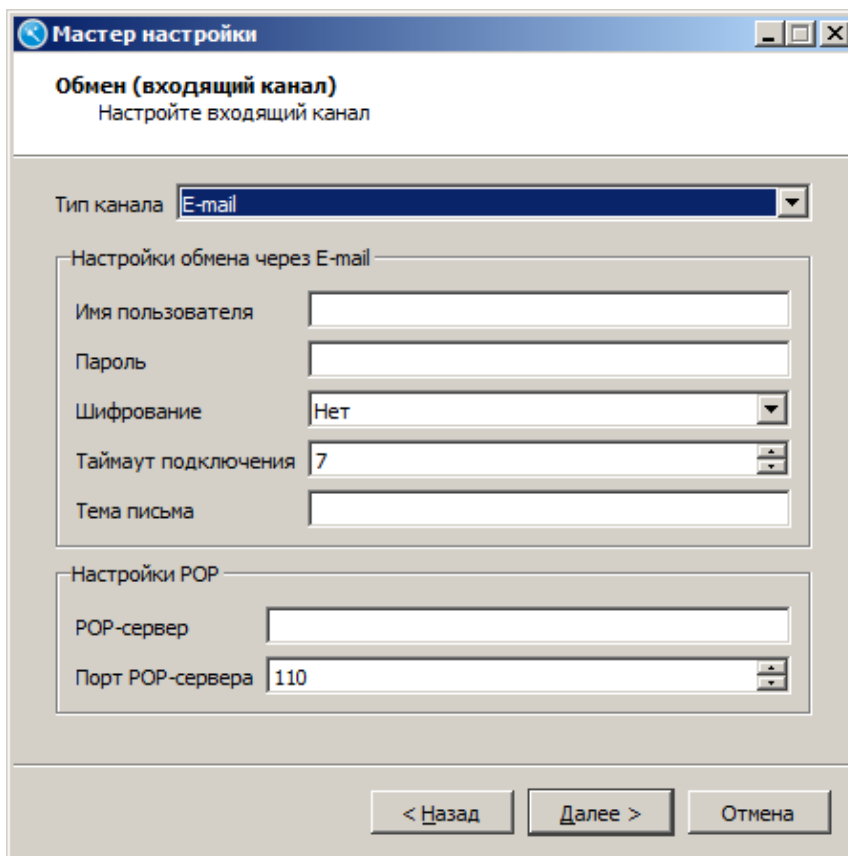 Мастер настройки
Обмен (входящий канал)
Настройте входящий канал
Тип канала E-mail
Настройки обмена через E-mail
Имя пользователя
Пароль
Шифрование Нет
Таймаут подключения 7
Тема письма
Настройки POP
POP-сервер
Порт POP-сервера 110
< Назад Далее > Отмена